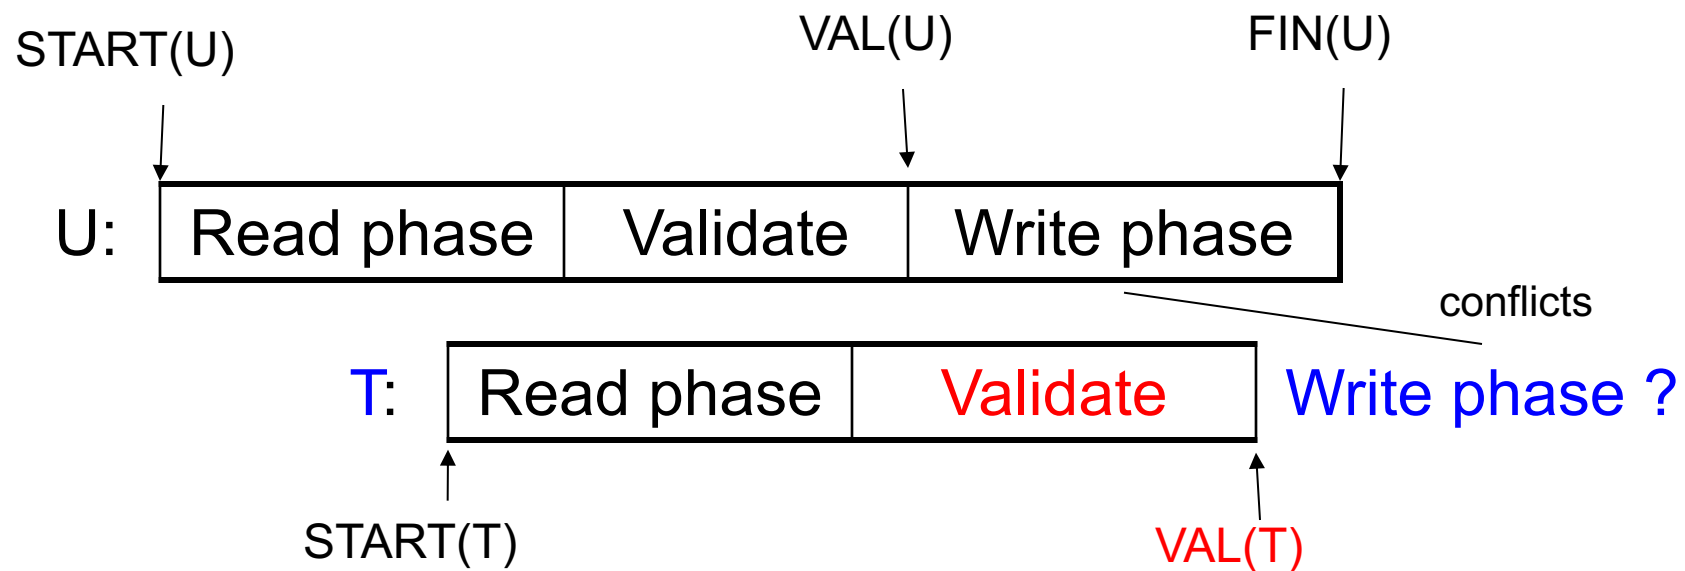 START(U)
VAL(U)
FIN(U)
U: Read phase Validate Write phase
conflicts
T: Read phase Validate Write phase ?
START(T)
VAL(T)